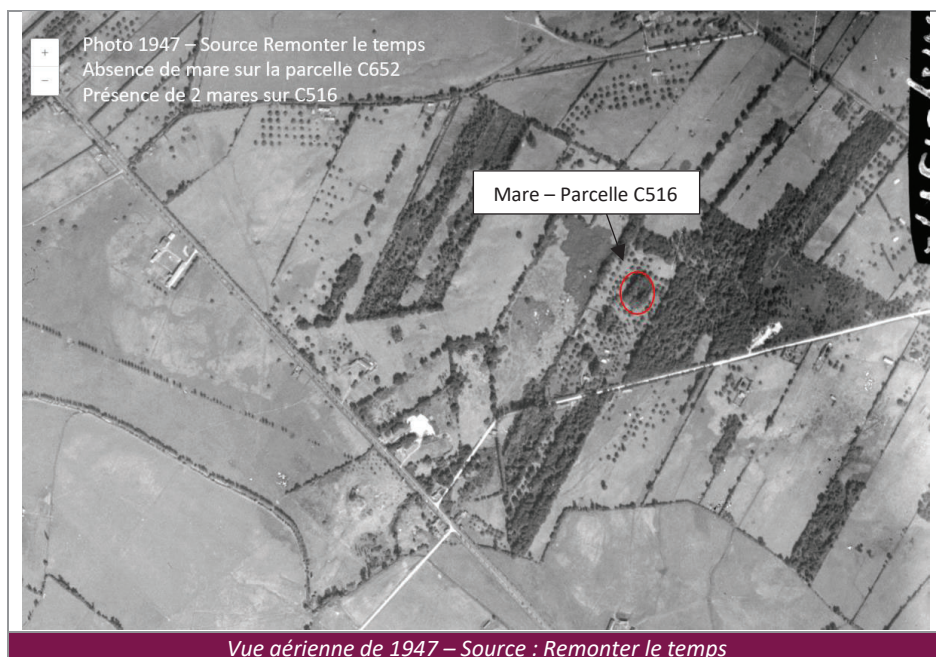 +
−
Photo 1947 – Source Remonter le temps
Absence de mare sur la parcelle C652
Présence de 2 mares sur C516
Mare – Parcelle C516
Vue aérienne de 1947 – Source : Remonter le temps